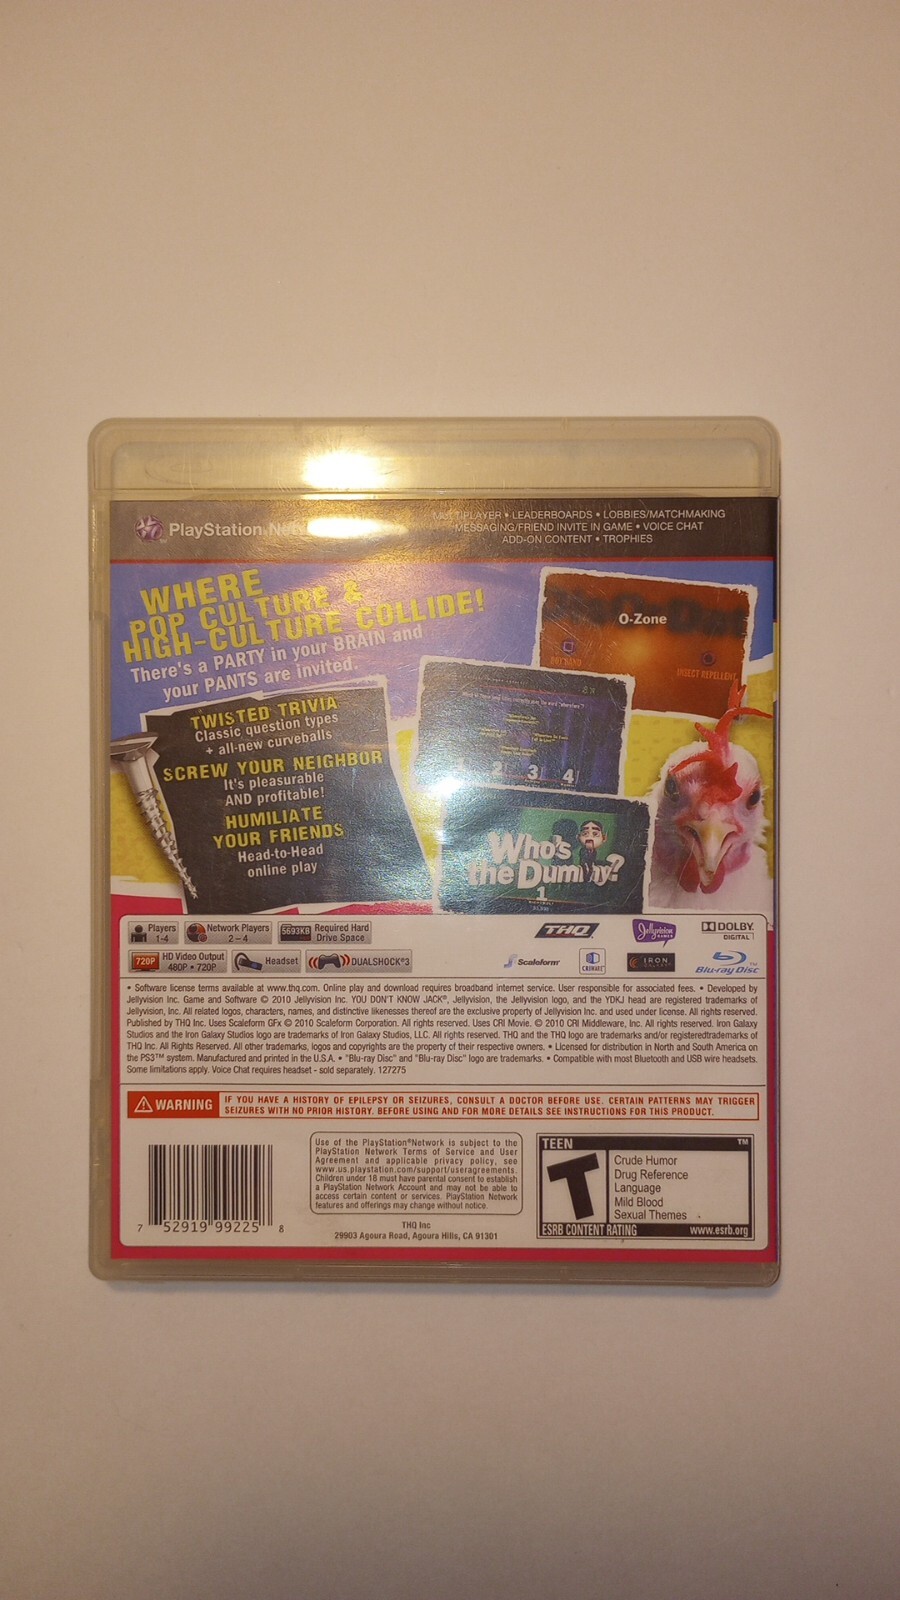 PlayStation Net
MULTIPLAYER • LEADERBOARDS • LOBBIES/MATCHMAKING
MESSAGING/FRIEND INVITE IN GAME • VOICE CHAT
ADD-ON CONTENT • TROPHIES
WHERE
POP CULTURE &
HIGH-CULTURE COLLIDE!
There's a PARTY in your BRAIN and
your PANTS are invited.
TWISTED TRIVIA
Classic question types
+ all-new curveballs
SCREW YOUR NEIGHBOR
It's pleasurable
AND profitable!
HUMILIATE
YOUR FRIENDS
Head-to-Head
online play
O-Zone
INSECT REPELLENT
1 2 3 4
Who's
the Dummy?
1
Players
1-4
Network Players
2 – 4
5693KB
Required Hard
Drive Space
720P
HD Video Output
480P • 720P
Headset
DUALSHOCK®3
THQ
Jellyvision
GAMES
DOLBY
DIGITAL
Scaleform
CRIWARE
IRON
GALAXY
Blu-ray Disc
• Software license terms available at www.thq.com. Online play and download requires broadband internet service. User responsible for associated fees. • Developed by
Jellyvision Inc. Game and Software © 2010 Jellyvision Inc. YOU DON'T KNOW JACK®, Jellyvision, the Jellyvision logo, and the YDKJ head are registered trademarks of
Jellyvision, Inc. All related logos, characters, names, and distinctive likenesses thereof are the exclusive property of Jellyvision Inc. and used under license. All rights reserved.
Published by THQ Inc. Uses Scaleform GFx © 2010 Scaleform Corporation. All rights reserved. Uses CRI Movie. © 2010 CRI Middleware, Inc. All rights reserved. Iron Galaxy
Studios and the Iron Galaxy Studios logo are trademarks of Iron Galaxy Studios, LLC. All rights reserved. THQ and the THQ logo are trademarks and/or registeredtrademarks of
THQ Inc. All Rights Reserved. All other trademarks, logos and copyrights are the property of their respective owners. • Licensed for distribution in North and South America on
the PS3™ system. Manufactured and printed in the U.S.A. • "Blu-ray Disc" and "Blu-ray Disc" logo are trademarks. • Compatible with most Bluetooth and USB wire headsets.
Some limitations apply. Voice Chat requires headset - sold separately. 127275
WARNING
IF YOU HAVE A HISTORY OF EPILEPSY OR SEIZURES, CONSULT A DOCTOR BEFORE USE. CERTAIN PATTERNS MAY TRIGGER
SEIZURES WITH NO PRIOR HISTORY. BEFORE USING AND FOR MORE DETAILS SEE INSTRUCTIONS FOR THIS PRODUCT.
7 52919 99225 8
Use of the PlayStation®Network is subject to the
PlayStation Network Terms of Service and User
Agreement and applicable privacy policy, see
www.us.playstation.com/support/useragreements.
Children under 18 must have parental consent to establish
a PlayStation Network Account and may not be able to
access certain content or services. PlayStation Network
features and offerings may change without notice.
THQ Inc
29903 Agoura Road, Agoura Hills, CA 91301
TEEN
™
T
Crude Humor
Drug Reference
Language
Mild Blood
Sexual Themes
ESRB CONTENT RATING
www.esrb.org